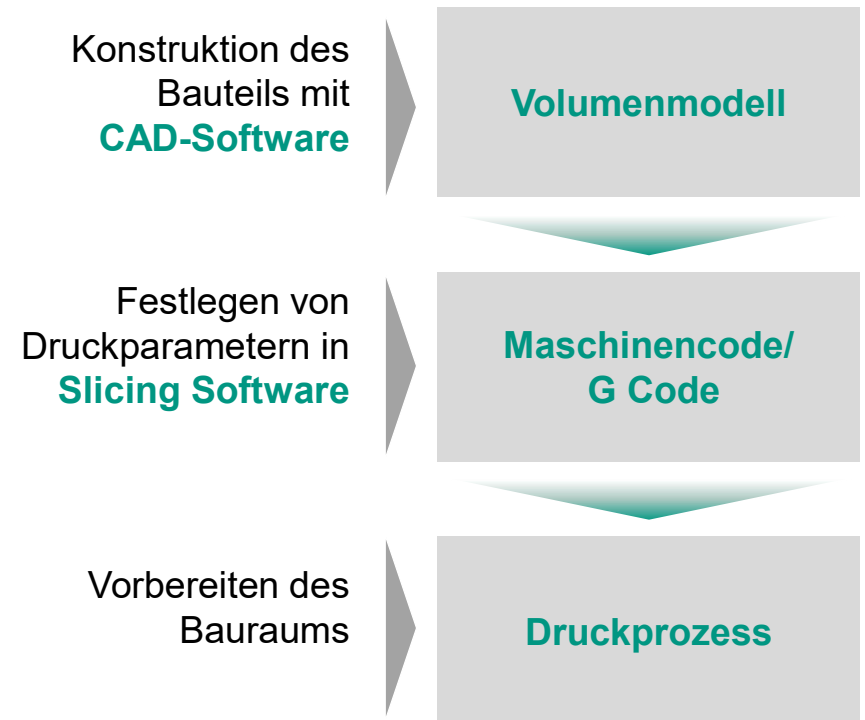 Konstruktion des
Bauteils mit
CAD-Software
Volumenmodell
Festlegen von
Druckparametern in
Slicing Software
Maschinencode/
G Code
Vorbereiten des
Bauraums
Druckprozess